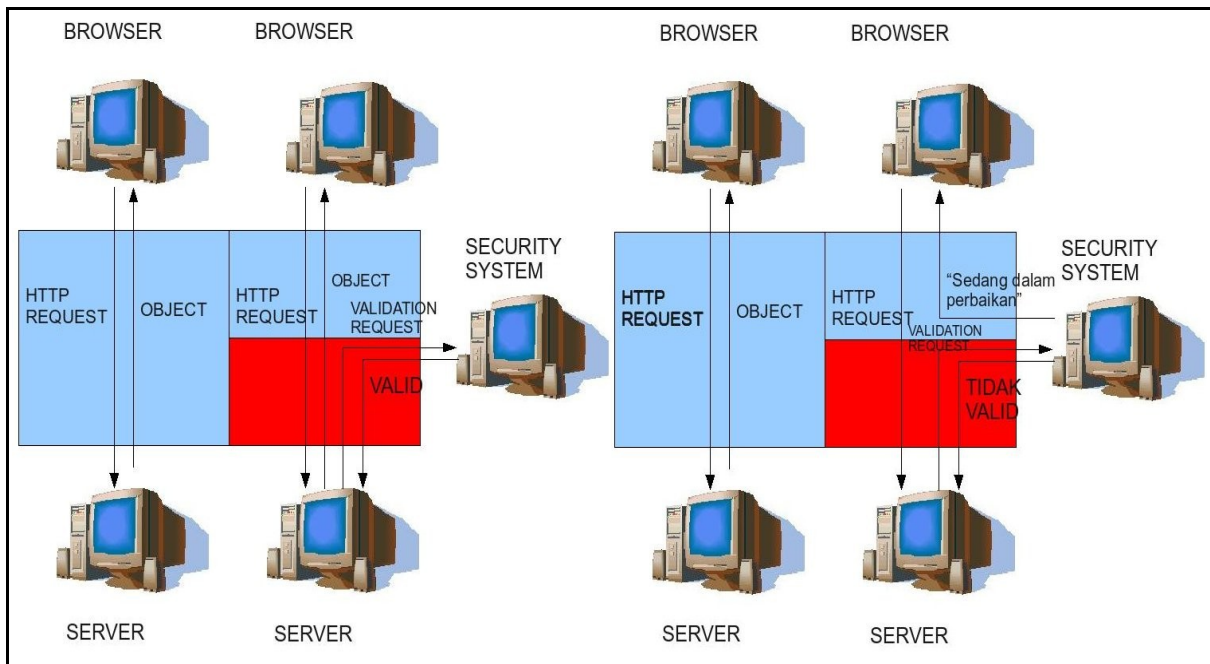 BROWSER
BROWSER
HTTP
REQUEST
OBJECT
HTTP
REQUEST
OBJECT
VALIDATION
REQUEST
VALID
SECURITY
SYSTEM
SERVER
SERVER
BROWSER
BROWSER
HTTP
REQUEST
OBJECT
HTTP
REQUEST
“Sedang dalam
perbaikan”
VALIDATION
REQUEST
TIDAK
VALID
SECURITY
SYSTEM
SERVER
SERVER